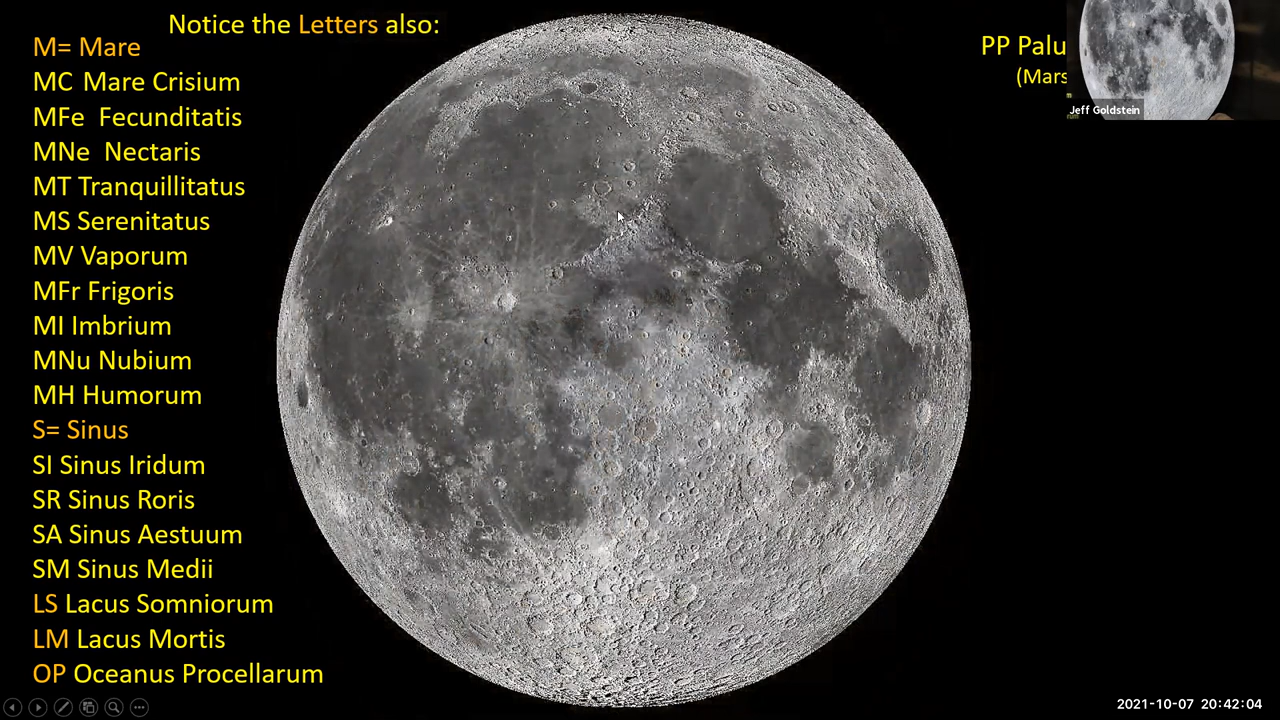 Notice the Letters also:
M= Mare
MC Mare Crisium
MFe Fecunditatis
MNe Nectaris
MT Tranquillitatus
MS Serenitatus
MV Vaporum
MFr Frigoris
MI Imbrium
MNu Nubium
MH Humorum
S= Sinus
SI Sinus Iridum
SR Sinus Roris
SA Sinus Aestuum
SM Sinus Medii
LS Lacus Somniorum
LM Lacus Mortis
OP Oceanus Procellarum
PP Palu
(Mars
Jeff Goldstein
2021-10-07 20:42:04